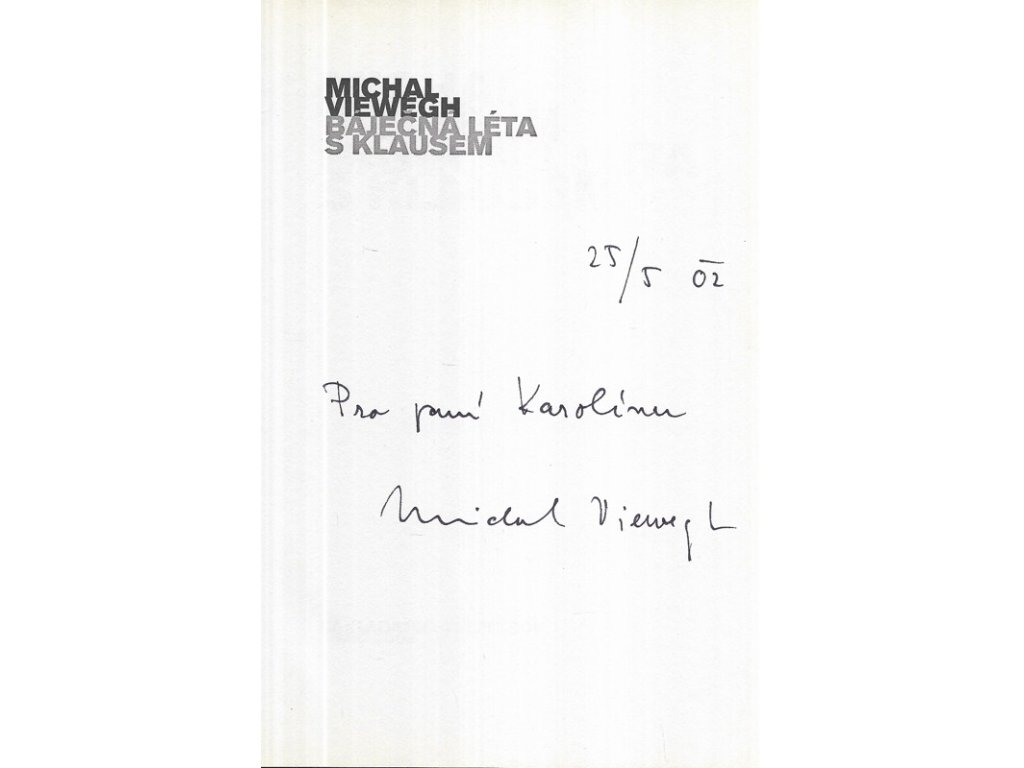 MICHAL
VIEWEGH
BÁJEČNÁ LÉTA
S KLAUSEM
25/5 02
Pro paní Karolínu
Michal Viewegh